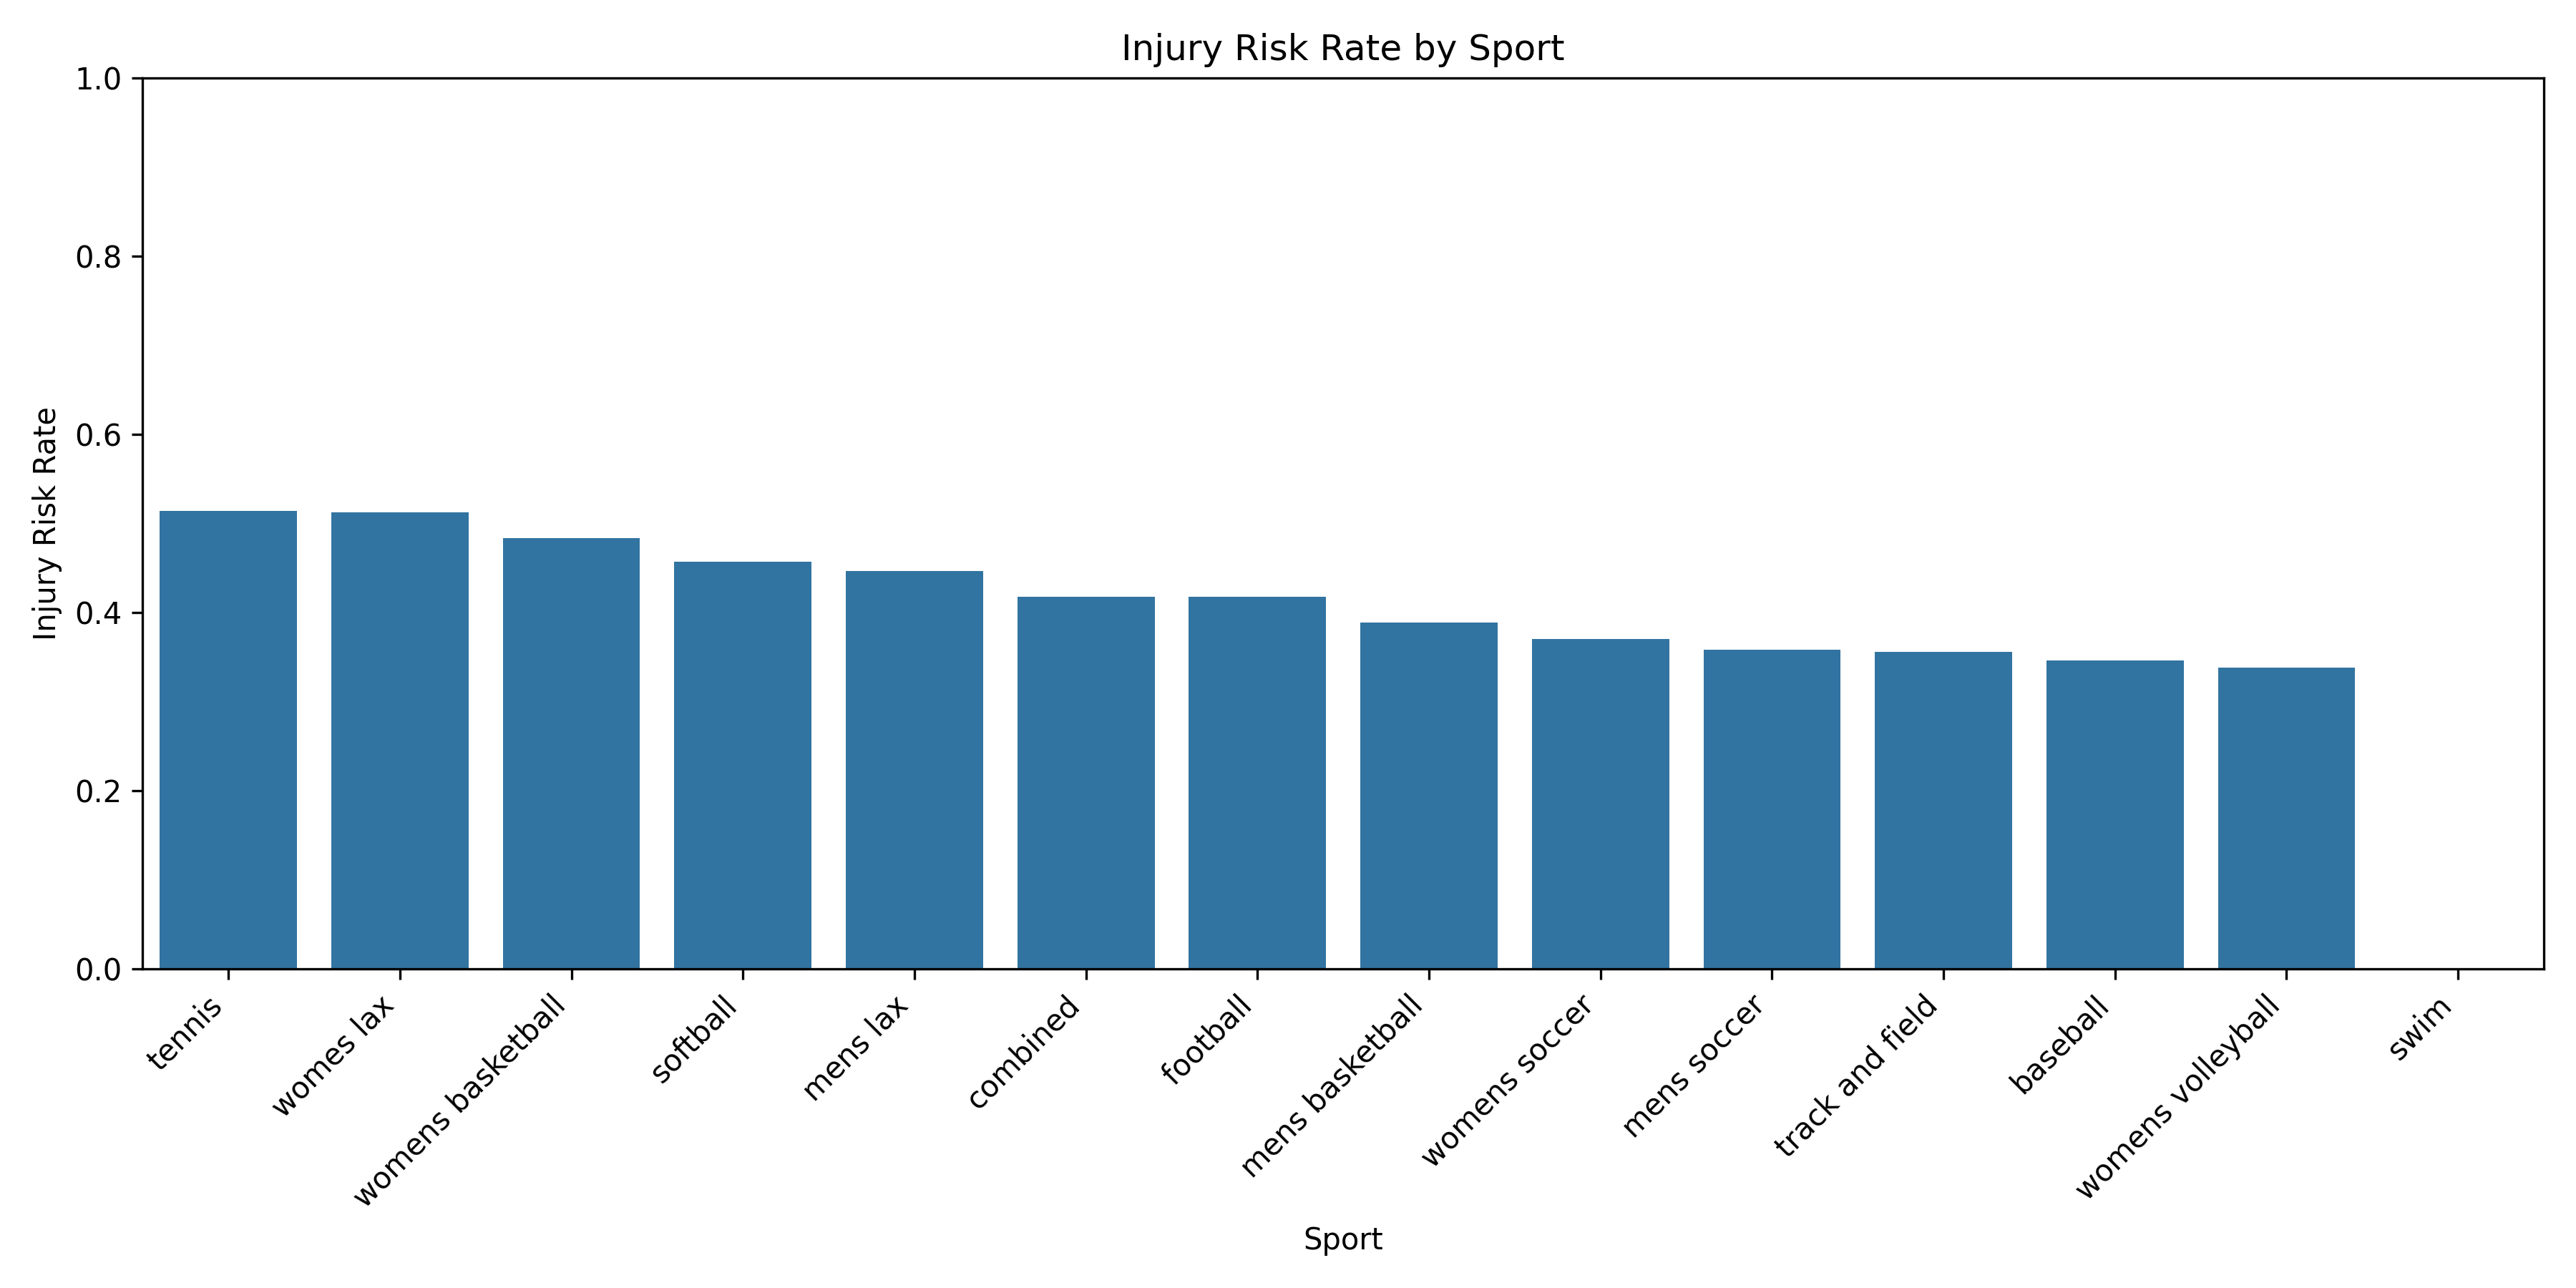 Injury Risk Rate by Sport
1.0
0.8
0.6
0.4
0.2
0.0
Injury Risk Rate
tennis
womes lax
womens basketball
softball
mens lax
combined
football
mens basketball
womens soccer
mens soccer
track and field
baseball
womens volleyball
swim
Sport